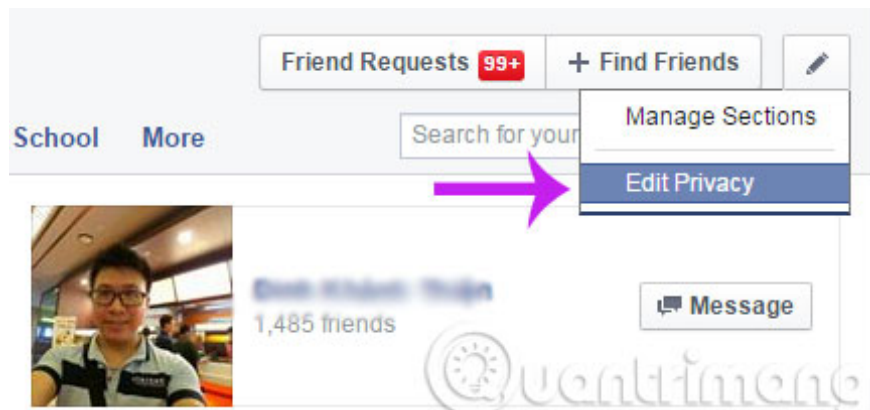 Friend Requests 99+ + Find Friends
Manage Sections
School More Search for your
Edit Privacy
1,485 friends
Message
Quantrimang